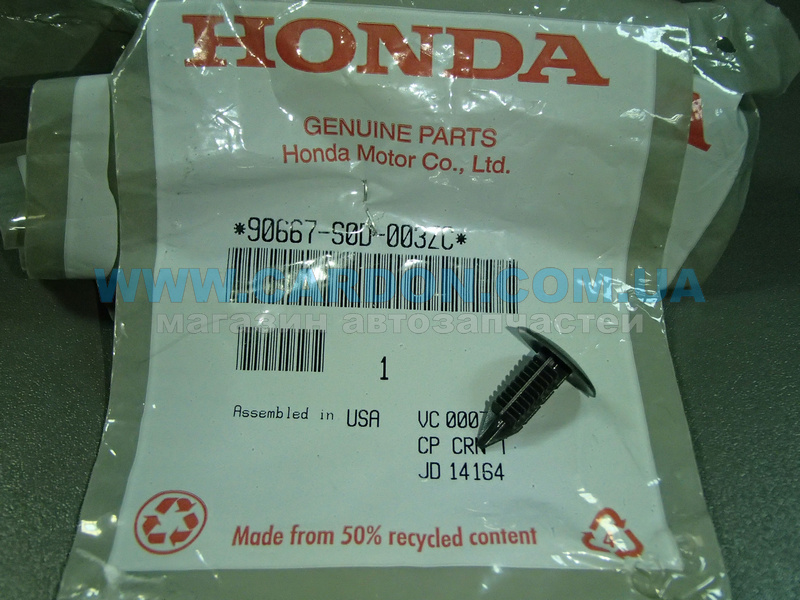 HONDA
GENUINE PARTS
Honda Motor Co., Ltd.
*90667-S0D-003ZC*
WWW.CARDON.COM.UA
магазин автозапчастей
1
Assembled in USA
VC 0007
CP CRN
JD 14164
Made from 50% recycled content
4